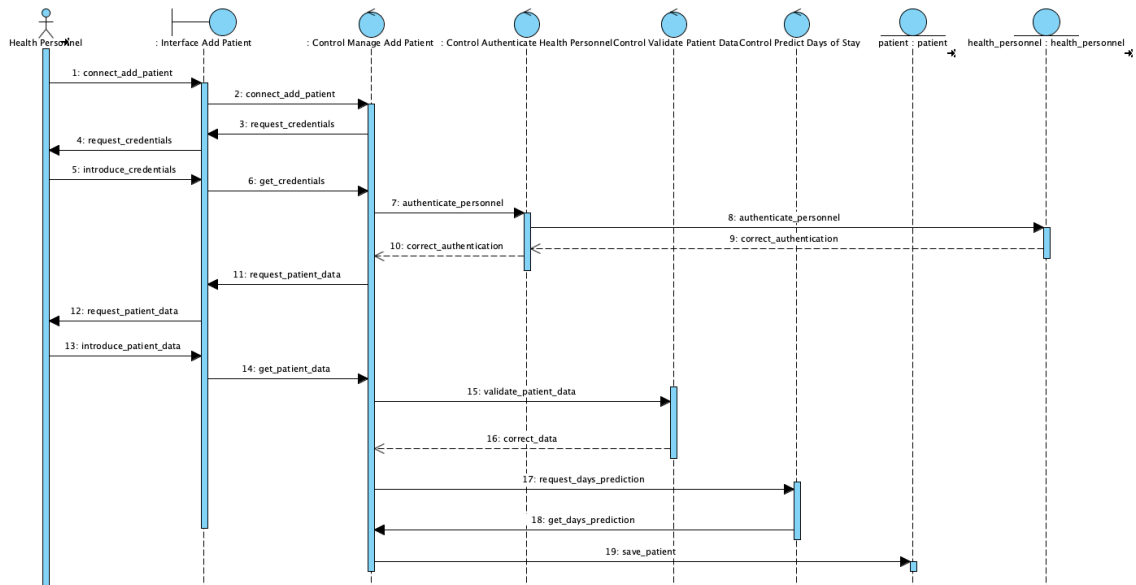 Health Personnel
: Interface Add Patient
: Control Manage Add Patient
: Control Authenticate Health Personnel
Control Validate Patient Data
Control Predict Days of Stay
patient : patient
health_personnel : health_personnel
1: connect_add_patient
2: connect_add_patient
3: request_credentials
4: request_credentials
5: introduce_credentials
6: get_credentials
7: authenticate_personnel
8: authenticate_personnel
9: correct_authentication
10: correct_authentication
11: request_patient_data
12: request_patient_data
13: introduce_patient_data
14: get_patient_data
15: validate_patient_data
16: correct_data
17: request_days_prediction
18: get_days_prediction
19: save_patient